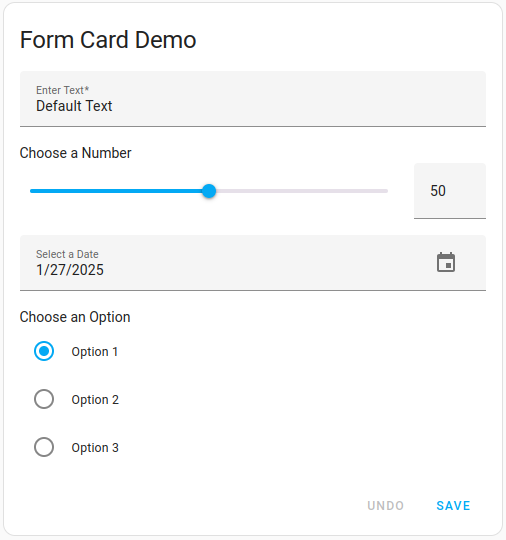 Form Card Demo
Enter Text*
Default Text
Choose a Number
50
Select a Date
1/27/2025
Choose an Option
Option 1
Option 2
Option 3
UNDO SAVE